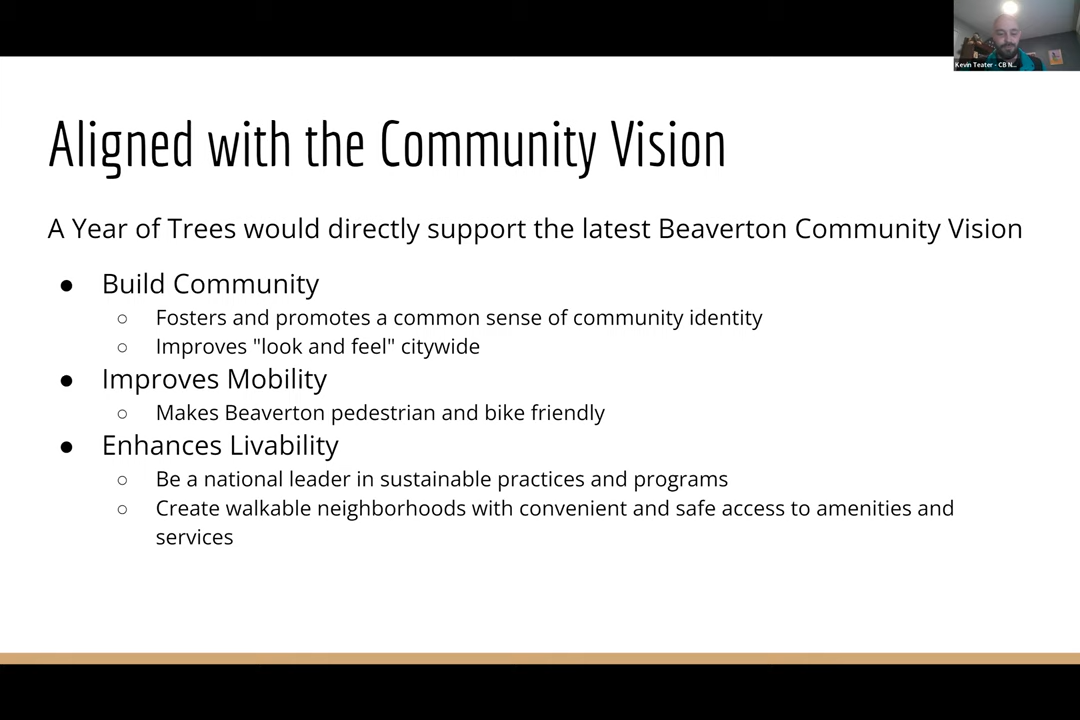 Kevin Teater - CB N...
Aligned with the Community Vision
A Year of Trees would directly support the latest Beaverton Community Vision
● Build Community
○ Fosters and promotes a common sense of community identity
○ Improves "look and feel" citywide
● Improves Mobility
○ Makes Beaverton pedestrian and bike friendly
● Enhances Livability
○ Be a national leader in sustainable practices and programs
○ Create walkable neighborhoods with convenient and safe access to amenities and
services